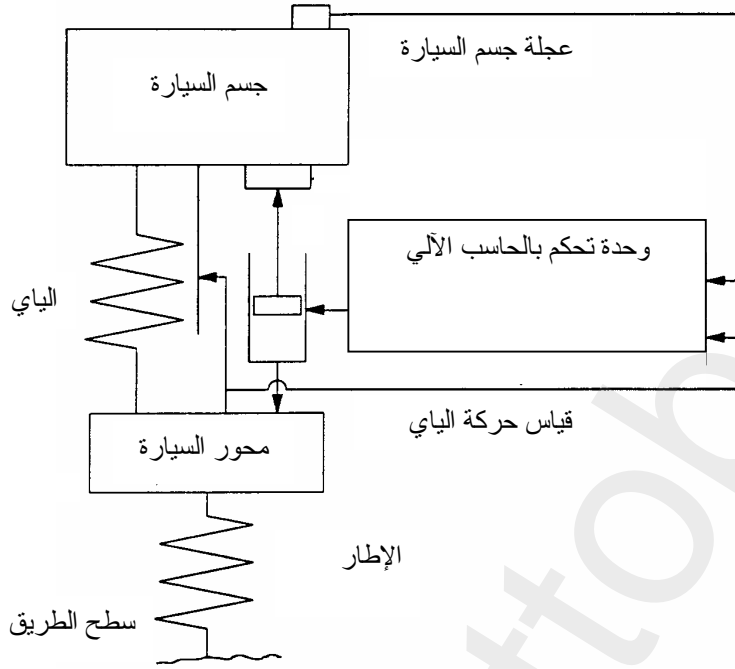 عجلة جسم السيارة
جسم السيارة
وحدة تحكم بالحاسب الآلي
الياي
قياس حركة الياي
محور السيارة
الإطار
سطح الطريق